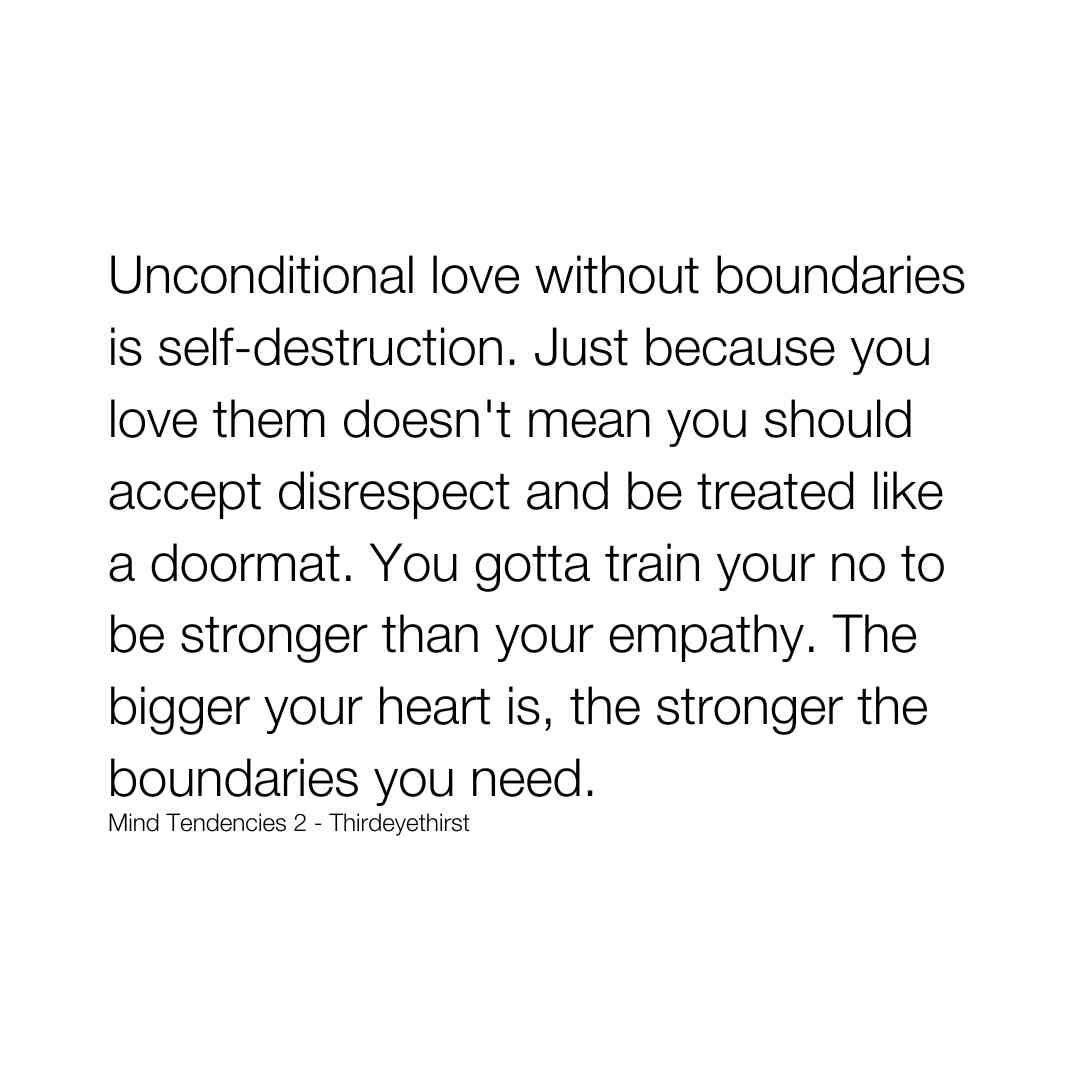 Unconditional love without boundaries
is self-destruction. Just because you
love them doesn't mean you should
accept disrespect and be treated like
a doormat. You gotta train your no to
be stronger than your empathy. The
bigger your heart is, the stronger the
boundaries you need.
Mind Tendencies 2 - Thirdeyethirst